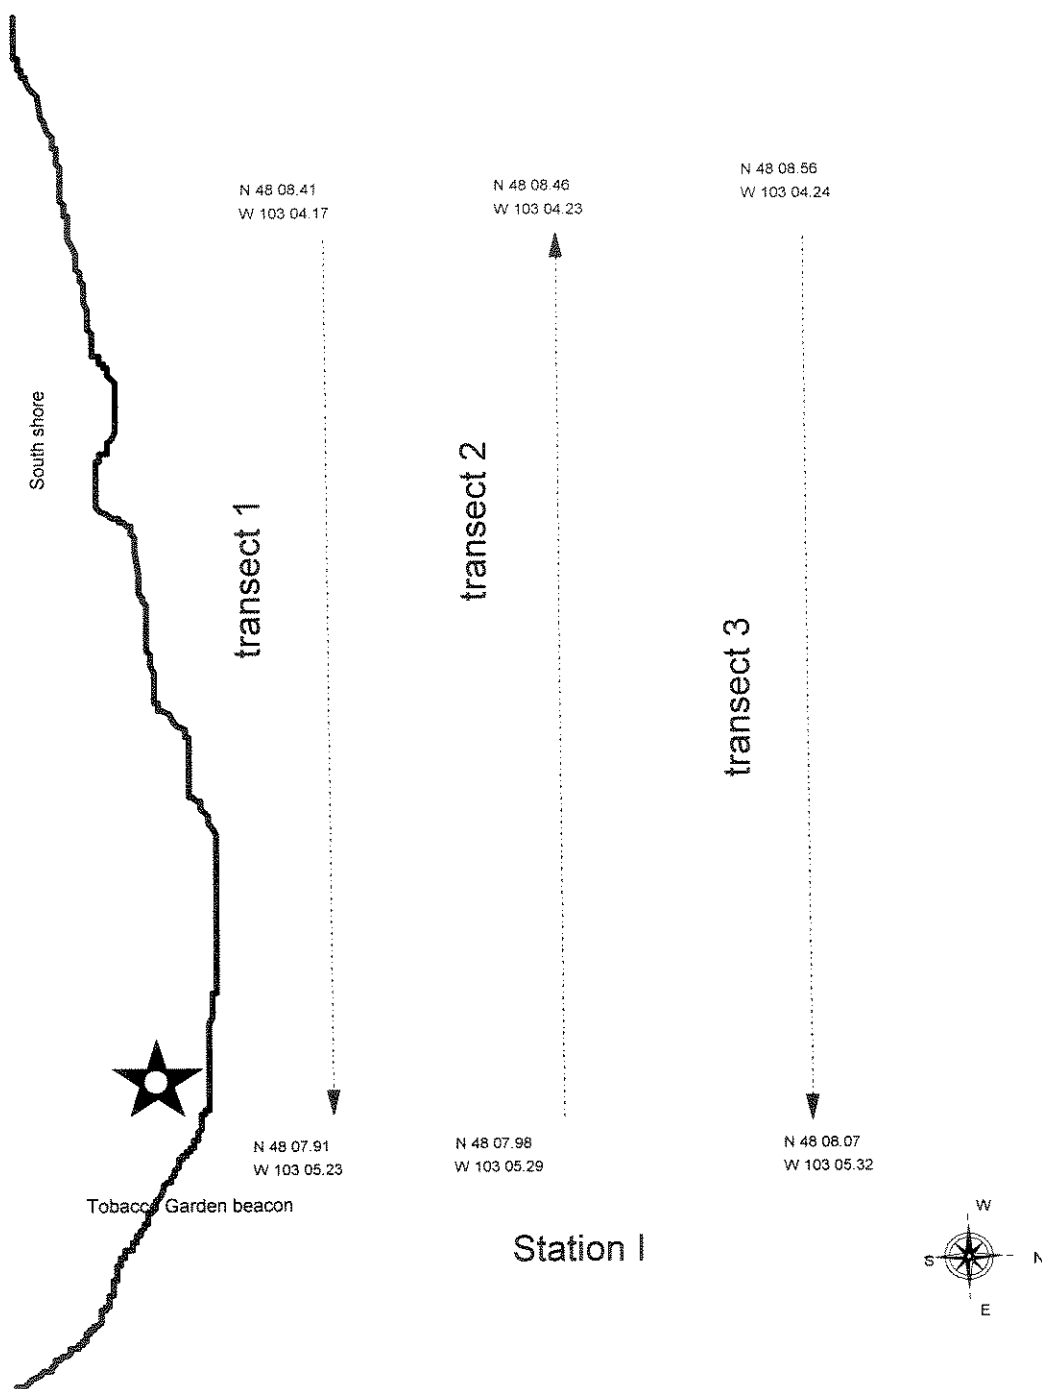 N 48 08.41
W 103 04.17
N 48 08.46
W 103 04.23
N 48 08.56
W 103 04.24
South shore
transect 1
transect 2
transect 3
N 48 07.91
W 103 05.23
N 48 07.98
W 103 05.29
N 48 08.07
W 103 05.32
Tobacco Garden beacon
Station I
W
S
N
E